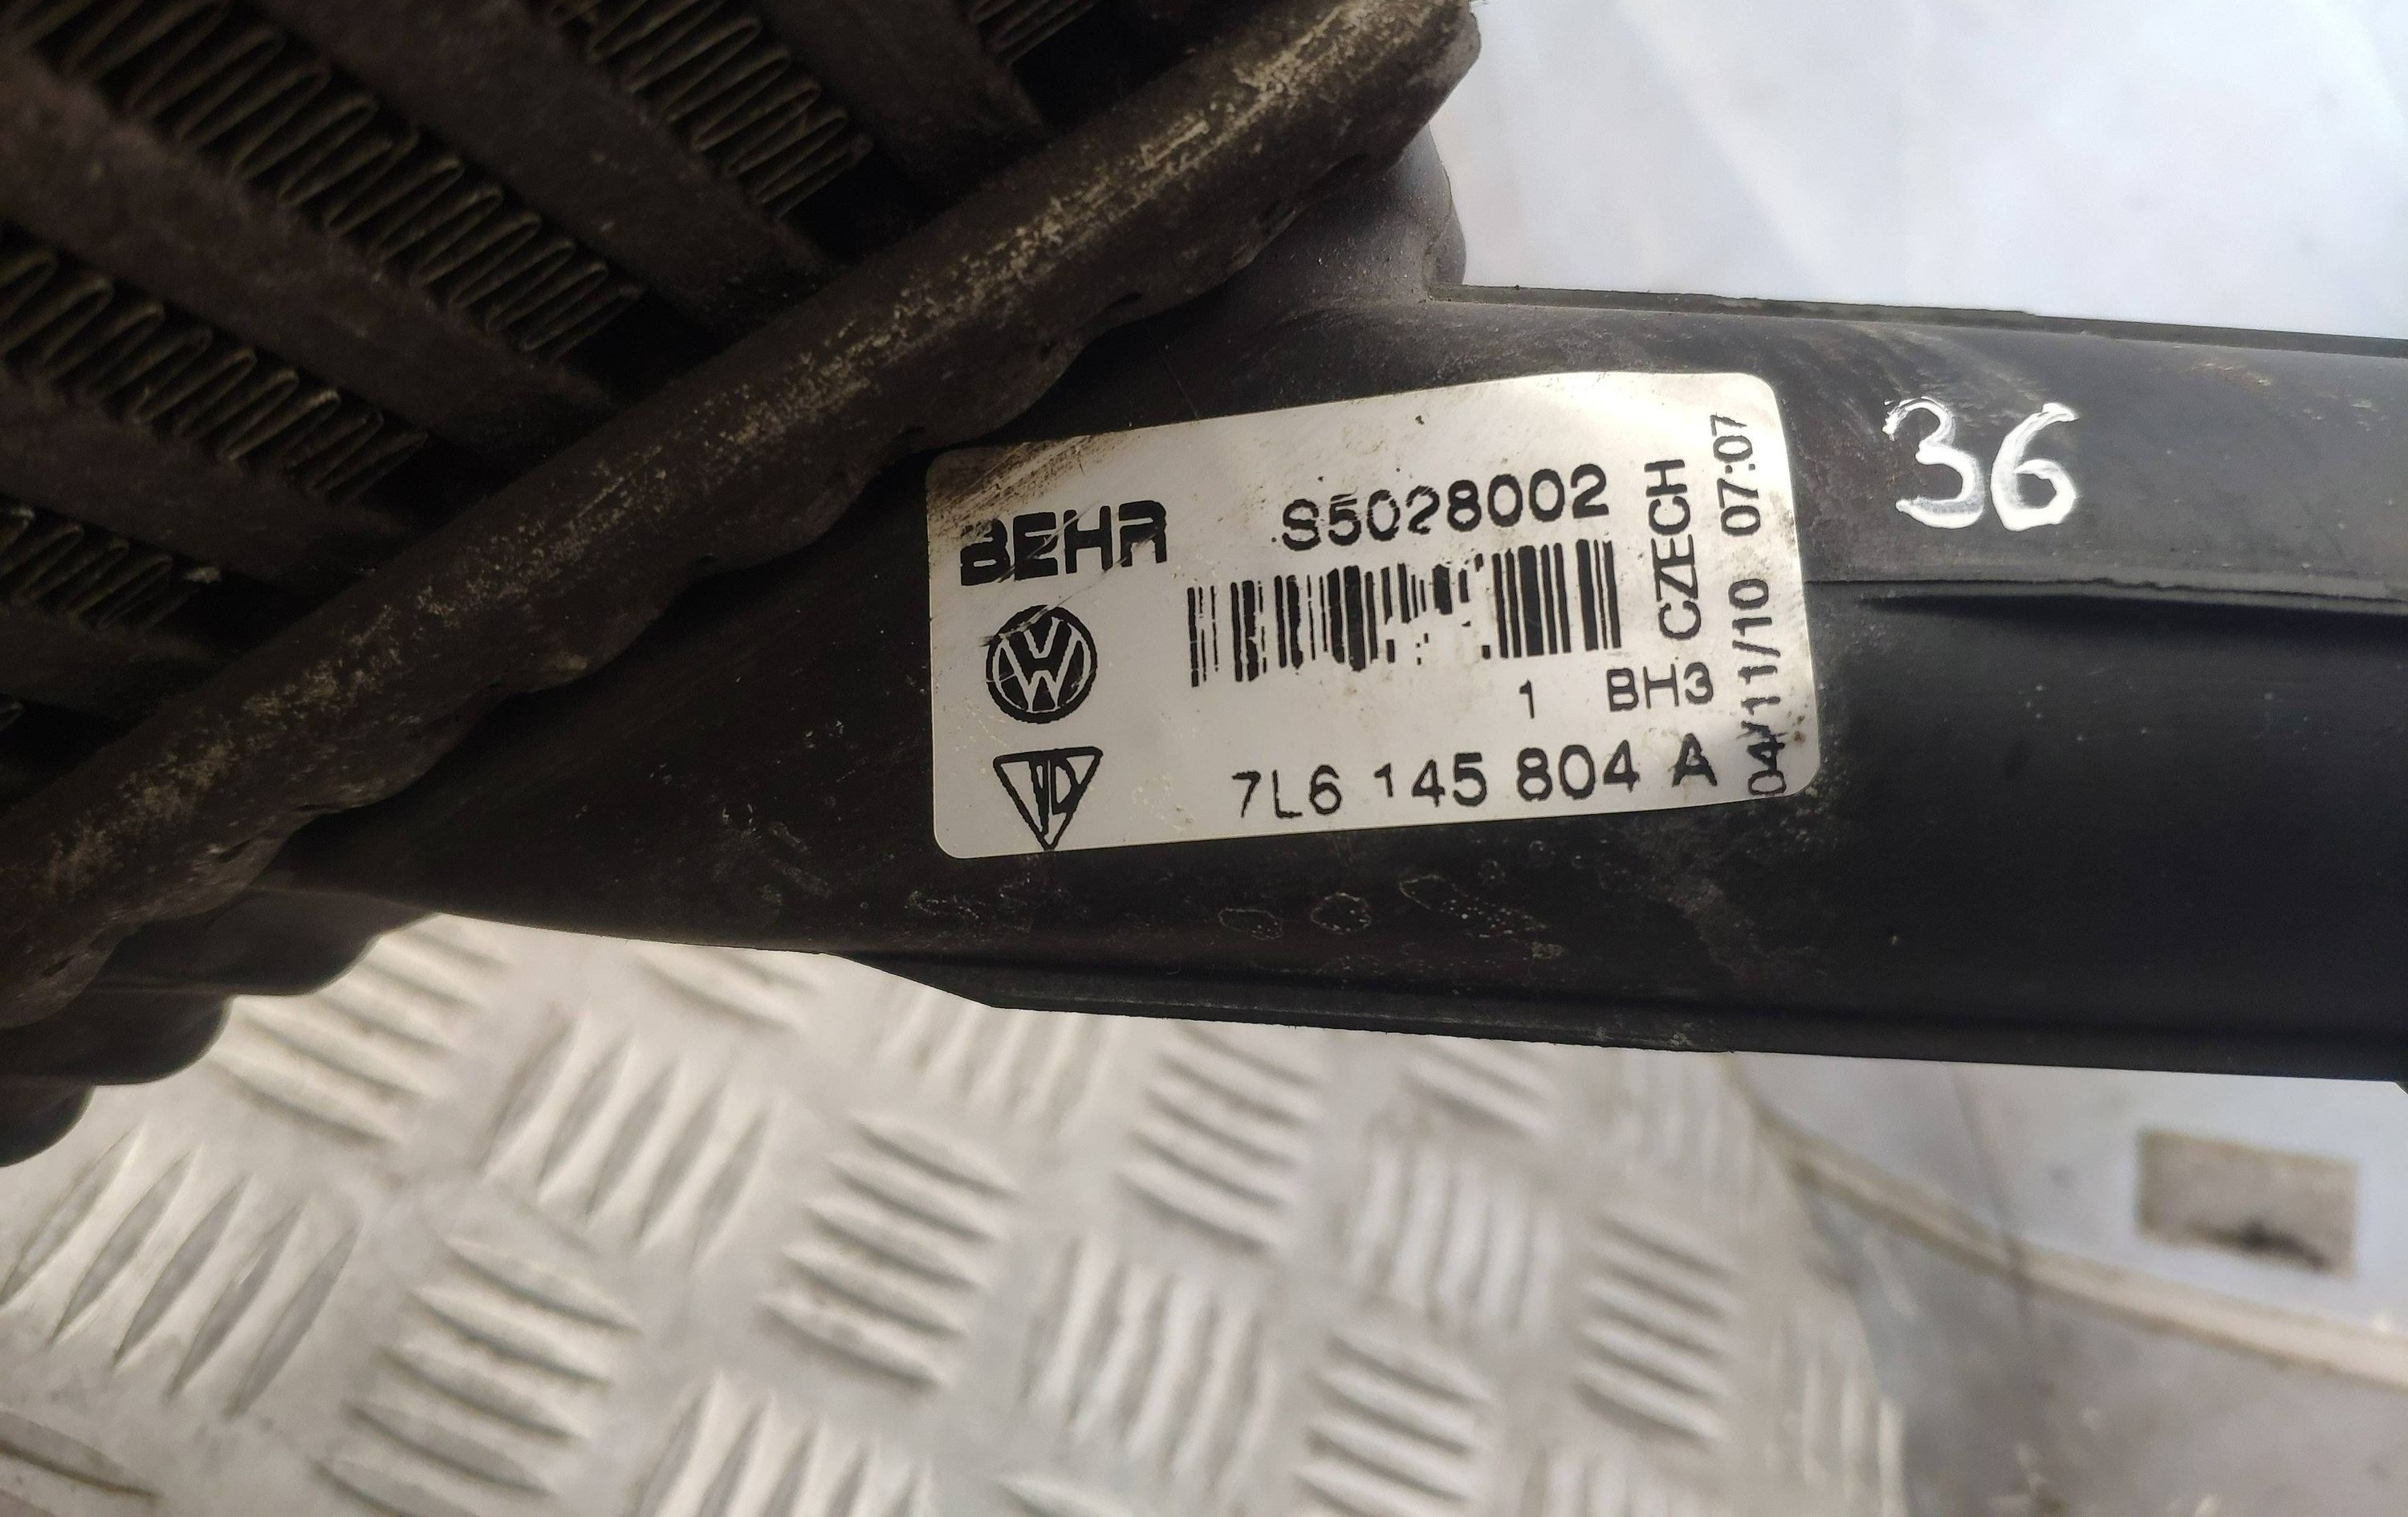 BEHR S5028002
1 BH3
7L6 145 804 A
CZECH
04/11/10 07:07
36